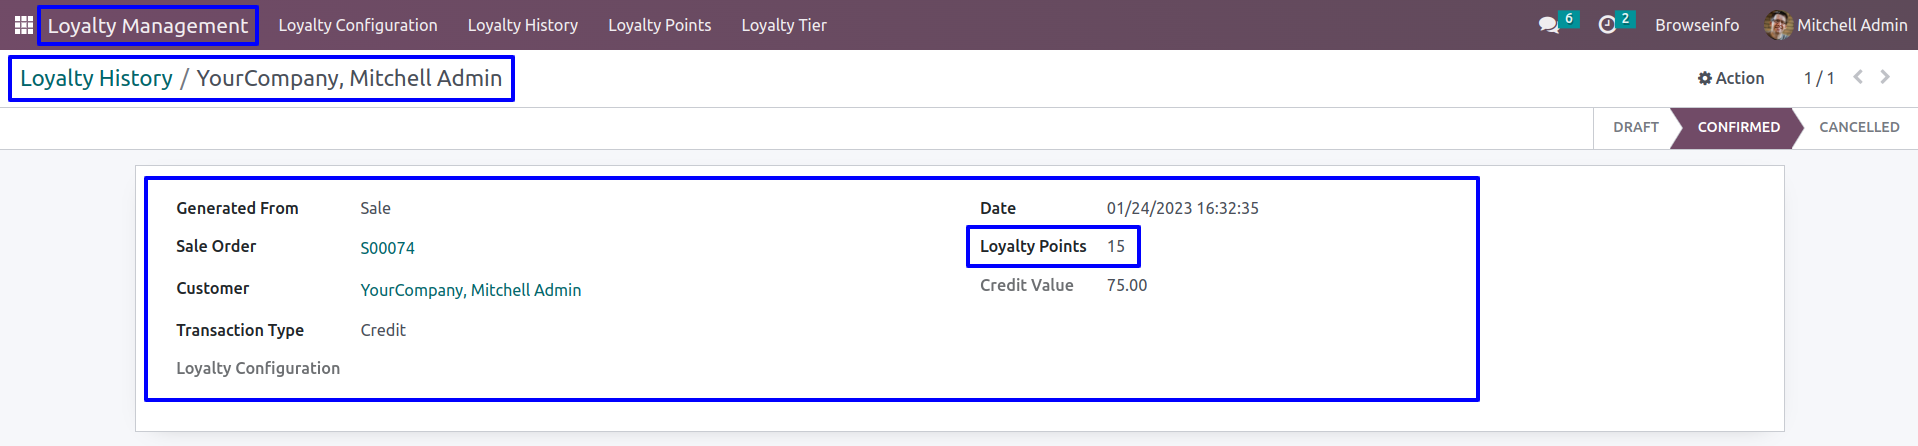 Loyalty Management Loyalty Configuration Loyalty History Loyalty Points Loyalty Tier 6 2 Browseinfo Mitchell Admin
Loyalty History / YourCompany, Mitchell Admin Action 1 / 1
DRAFT CONFIRMED CANCELLED
Generated From Sale Date 01/24/2023 16:32:35
Sale Order S00074 Loyalty Points 15
Customer YourCompany, Mitchell Admin Credit Value 75.00
Transaction Type Credit
Loyalty Configuration